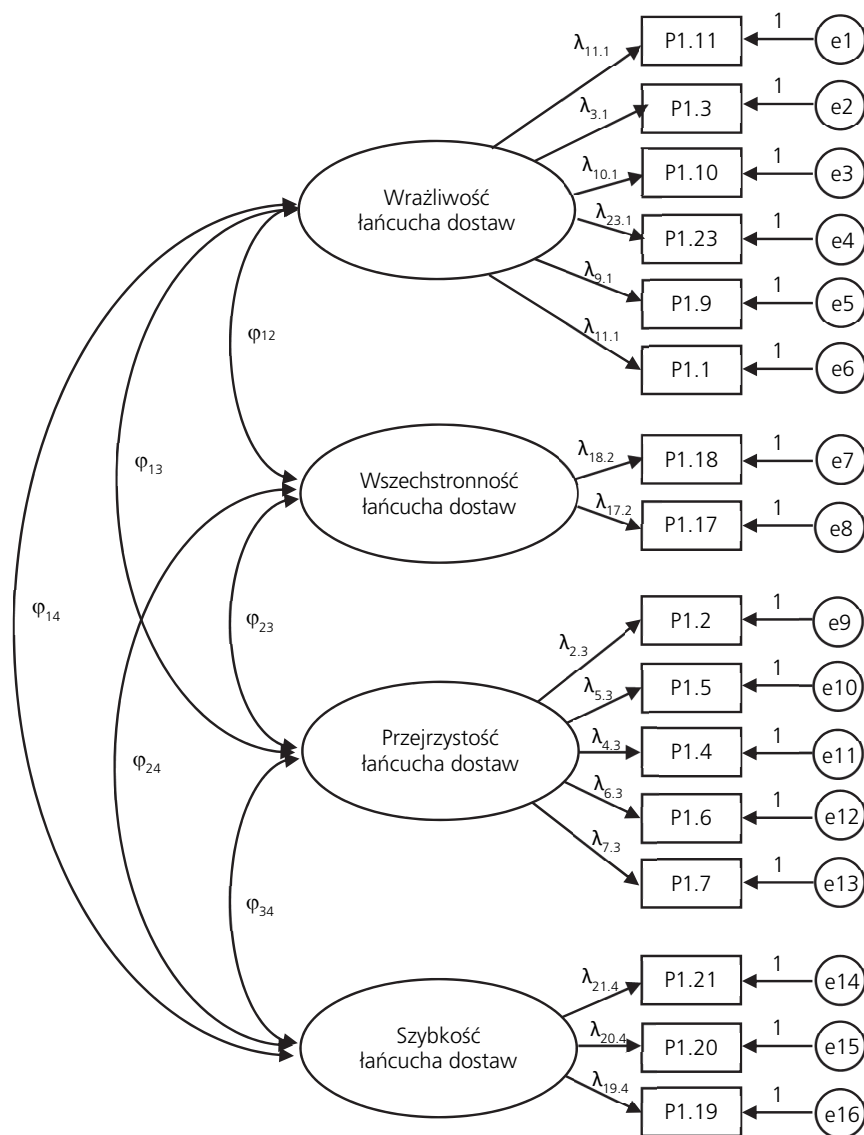 λ11.1
P1.11
1
e1
λ3.1
P1.3
1
e2
Wrażliwość
łańcucha dostaw
λ10.1
P1.10
1
e3
λ23.1
P1.23
1
e4
λ9.1
P1.9
1
e5
λ11.1
P1.1
1
e6
φ12
φ13
Wszechstronność
łańcucha dostaw
λ18.2
P1.18
1
e7
λ17.2
P1.17
1
e8
φ14
φ23
φ24
λ2.3
P1.2
1
e9
Przejrzystość
łańcucha dostaw
λ5.3
P1.5
1
e10
λ4.3
P1.4
1
e11
λ6.3
P1.6
1
e12
λ7.3
P1.7
1
e13
φ34
Szybkość
łańcucha dostaw
λ21.4
P1.21
1
e14
λ20.4
P1.20
1
e15
λ19.4
P1.19
1
e16